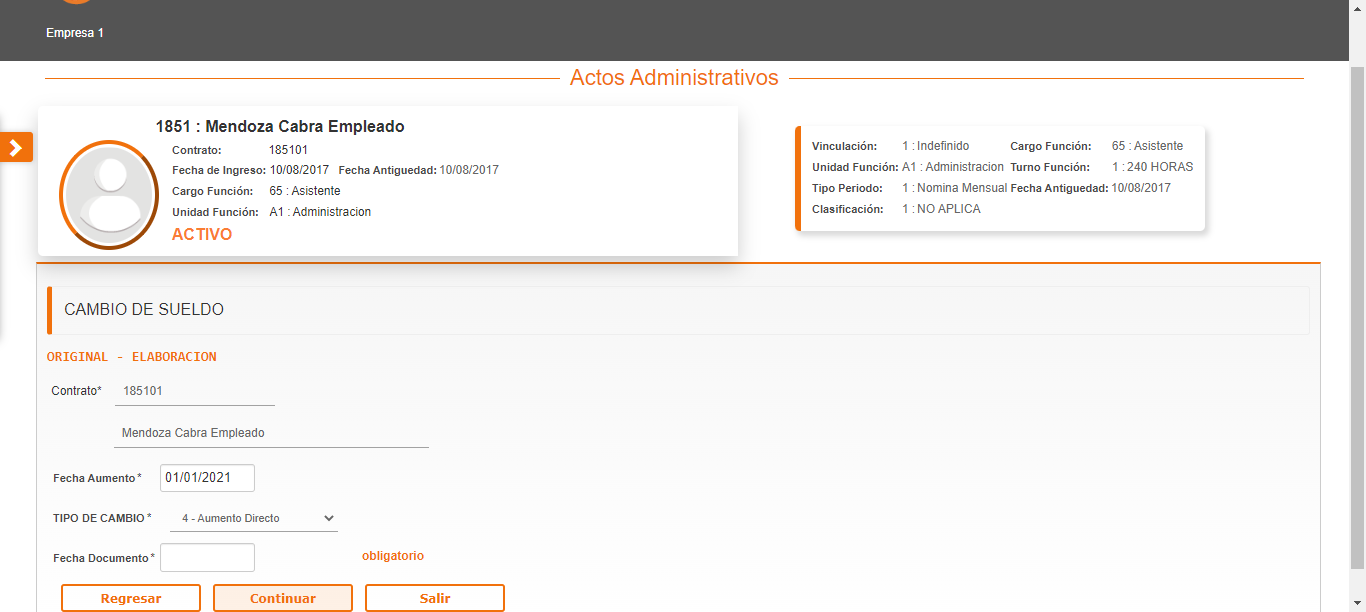 Empresa 1
Actos Administrativos
1851 : Mendoza Cabra Empleado
Contrato: 185101
Fecha de Ingreso: 10/08/2017 Fecha Antiguedad: 10/08/2017
Cargo Función: 65 : Asistente
Unidad Función: A1 : Administracion
ACTIVO
Vinculación: 1 : Indefinido Cargo Función: 65 : Asistente
Unidad Función: A1 : Administracion Turno Función: 1 : 240 HORAS
Tipo Periodo: 1 : Nomina Mensual Fecha Antiguedad: 10/08/2017
Clasificación: 1 : NO APLICA
CAMBIO DE SUELDO
ORIGINAL - ELABORACION
Contrato* 185101
Mendoza Cabra Empleado
Fecha Aumento* 01/01/2021
TIPO DE CAMBIO* 4 - Aumento Directo
Fecha Documento* obligatorio
Regresar Continuar Salir